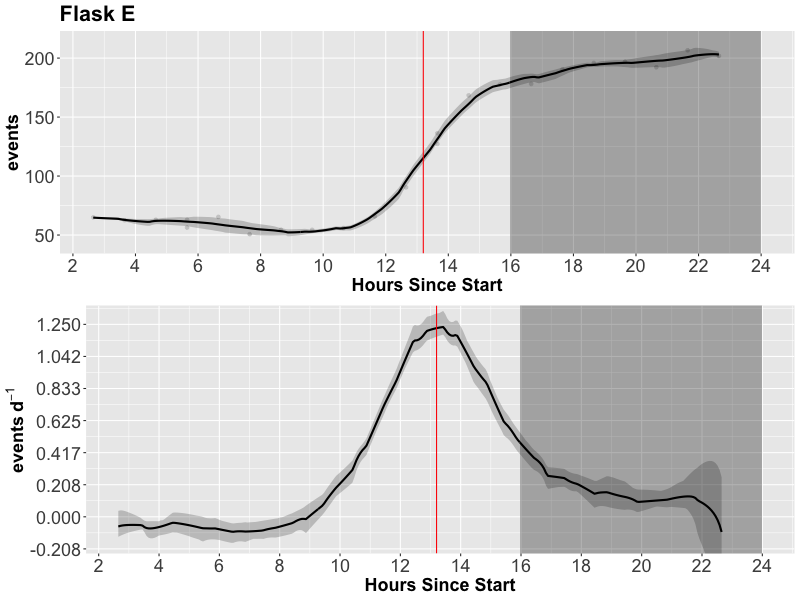 Flask E
events
200
150
100
50
2 4 6 8 10 12 14 16 18 20 22 24
Hours Since Start
events d⁻¹
1.250
1.042
0.833
0.625
0.417
0.208
0.000
-0.208
2 4 6 8 10 12 14 16 18 20 22 24
Hours Since Start